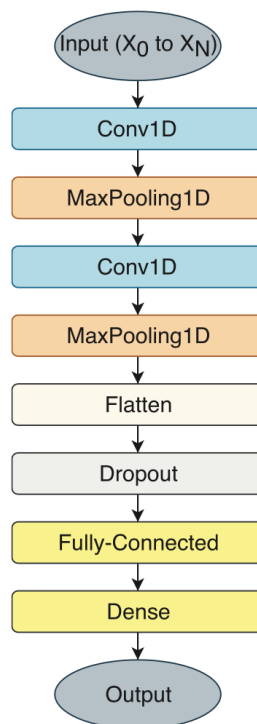 Input (X0 to XN)
Conv1D
MaxPooling1D
Conv1D
MaxPooling1D
Flatten
Dropout
Fully-Connected
Dense
Output